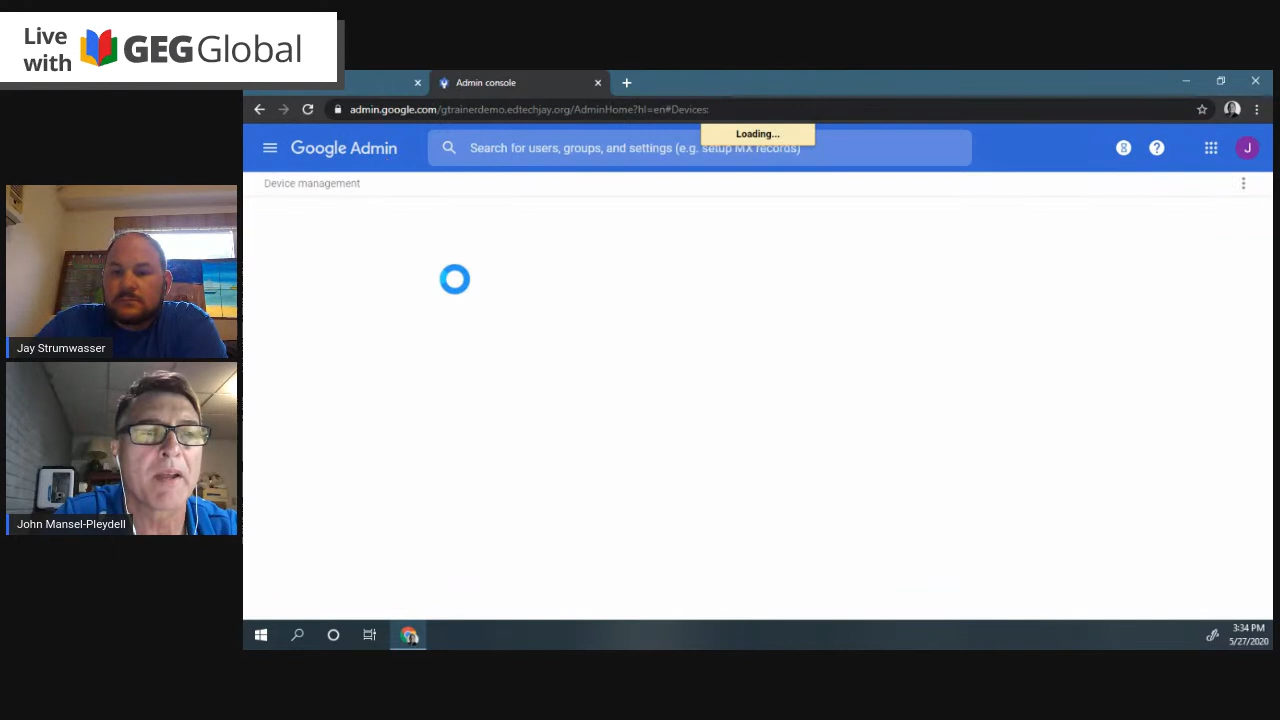 Live
with
GEG Global
Admin console
admin.google.com/gtrainerdemo.edtechjay.org/AdminHome?hl=en#Devices:
Loading...
Google Admin
Search for users, groups, and settings (e.g. setup MX records)
J
Device management
Jay Strumwasser
John Mansel-Pleydell
3:34 PM
5/27/2020